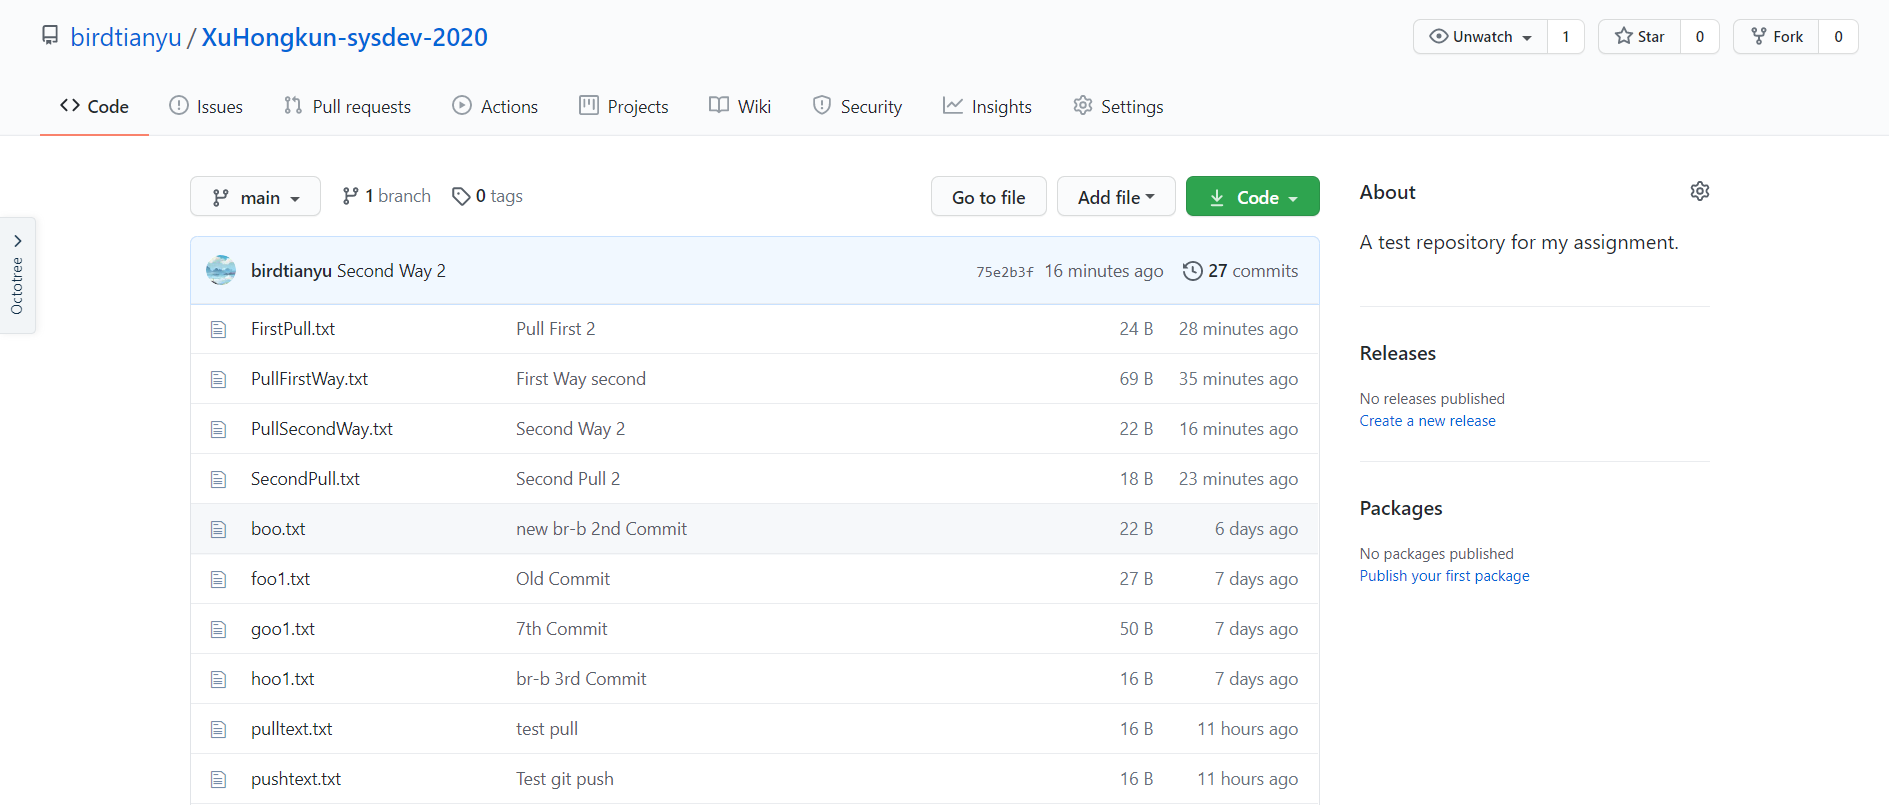 birdtianyu / XuHongkun-sysdev-2020
Unwatch 1 Star 0 Fork 0
Code Issues Pull requests Actions Projects Wiki Security Insights Settings
main 1 branch 0 tags Go to file Add file Code
About
A test repository for my assignment.
Octotree
birdtianyu Second Way 2 75e2b3f 16 minutes ago 27 commits
FirstPull.txt Pull First 2 24 B 28 minutes ago
PullFirstWay.txt First Way second 69 B 35 minutes ago
PullSecondWay.txt Second Way 2 22 B 16 minutes ago
SecondPull.txt Second Pull 2 18 B 23 minutes ago
boo.txt new br-b 2nd Commit 22 B 6 days ago
foo1.txt Old Commit 27 B 7 days ago
goo1.txt 7th Commit 50 B 7 days ago
hoo1.txt br-b 3rd Commit 16 B 7 days ago
pulltext.txt test pull 16 B 11 hours ago
pushtext.txt Test git push 16 B 11 hours ago
Releases
No releases published
Create a new release
Packages
No packages published
Publish your first package